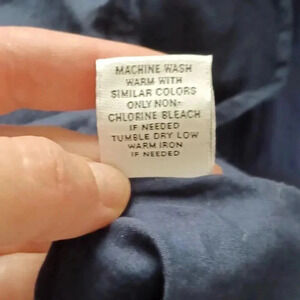 MACHINE WASH
WARM WITH
SIMILAR COLORS
ONLY NON-
CHLORINE BLEACH
IF NEEDED
TUMBLE DRY LOW
WARM IRON
IF NEEDED